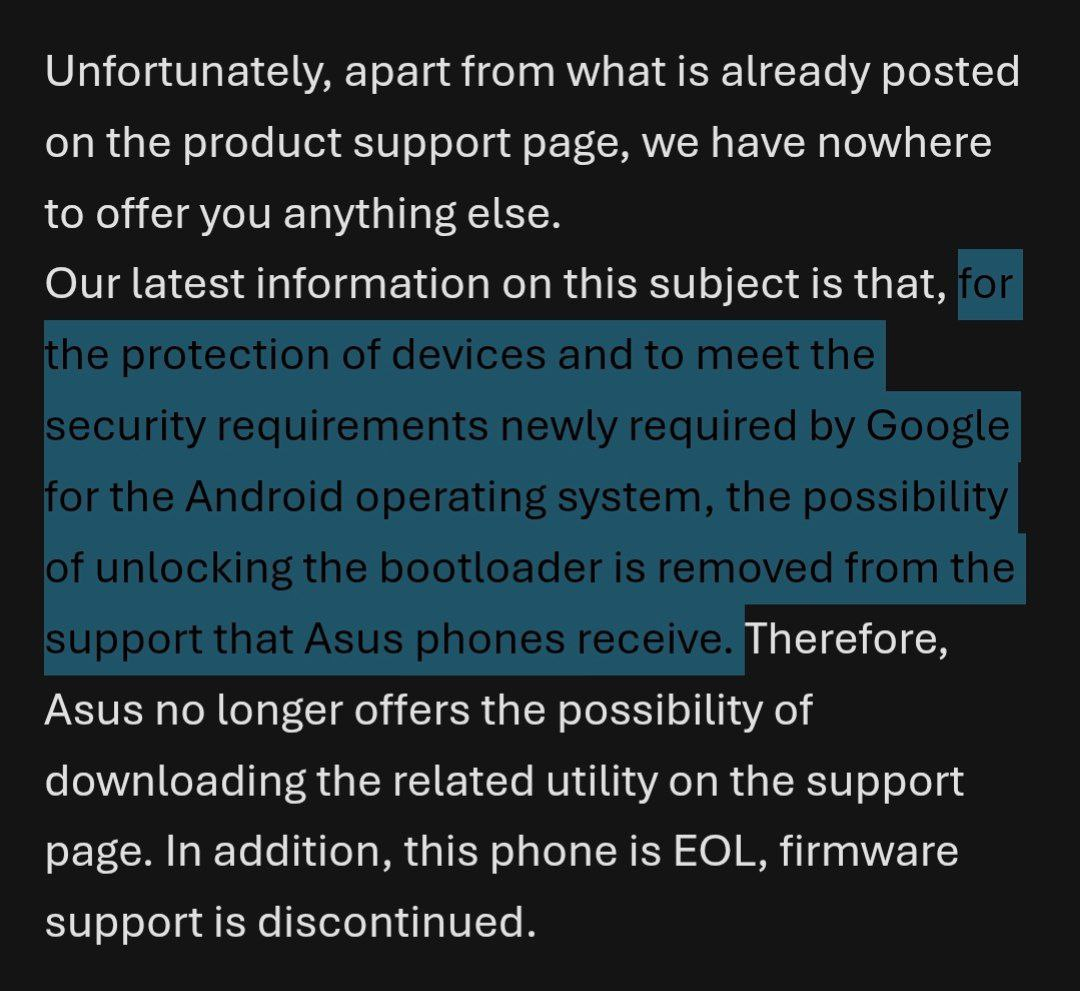 Unfortunately, apart from what is already posted
on the product support page, we have nowhere
to offer you anything else.
Our latest information on this subject is that, for
the protection of devices and to meet the
security requirements newly required by Google
for the Android operating system, the possibility
of unlocking the bootloader is removed from the
support that Asus phones receive. Therefore,
Asus no longer offers the possibility of
downloading the related utility on the support
page. In addition, this phone is EOL, firmware
support is discontinued.